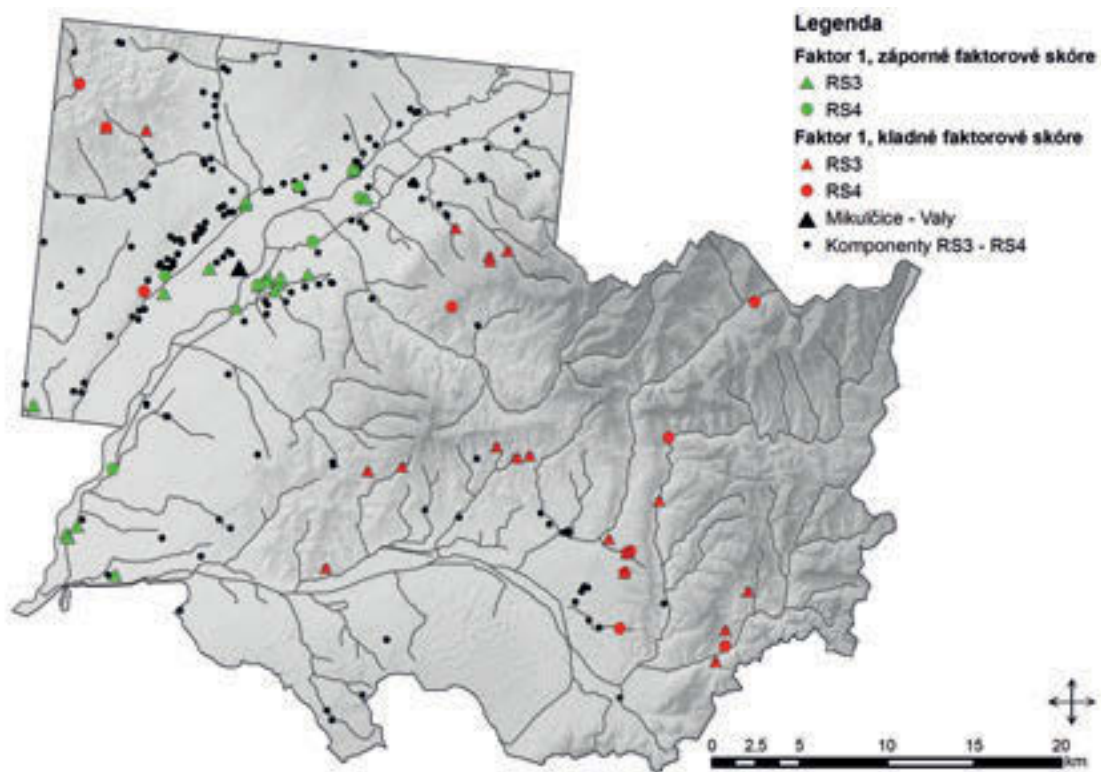 Legenda
Faktor 1, záporné faktorové skóre
RS3
RS4
Faktor 1, kladné faktorové skóre
RS3
RS4
Mikulčice - Valy
Komponenty RS3 - RS4
0 2.5 5 10 15 20
km